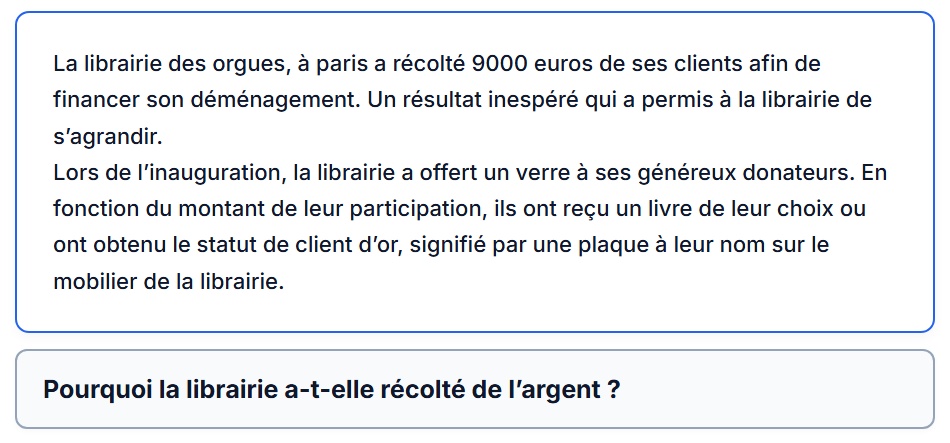 La librairie des orgues, à paris a récolté 9000 euros de ses clients afin de
financer son déménagement. Un résultat inespéré qui a permis à la librairie de
s’agrandir.
Lors de l’inauguration, la librairie a offert un verre à ses généreux donateurs. En
fonction du montant de leur participation, ils ont reçu un livre de leur choix ou
ont obtenu le statut de client d’or, signifié par une plaque à leur nom sur le
mobilier de la librairie.
Pourquoi la librairie a-t-elle récolté de l’argent ?